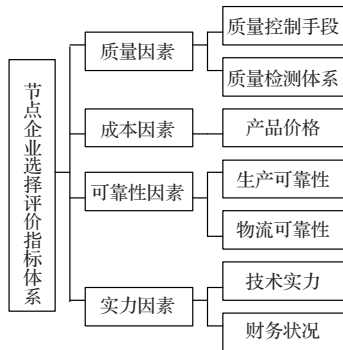 节点企业选择评价指标体系
质量因素
质量控制手段
质量检测体系
成本因素
产品价格
可靠性因素
生产可靠性
物流可靠性
实力因素
技术实力
财务状况